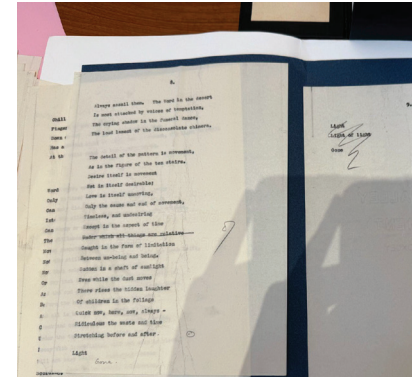 8.
Always assail them. The Word in the desert
Is most attacked by voices of temptation,
The crying shadow in the funeral dance,
The loud lament of the disconsolate chimera.
The detail of the pattern is movement,
As in the figure of the ten stairs.
Desire itself is movement
Not in itself desirable;
Love is itself unmoving,
Only the cause and end of movement,
Timeless, and undesiring
Except in the aspect of time
Caught in the form of limitation
Between un-being and being.
Sudden in a shaft of sunlight
Even while the dust moves
There rises the hidden laughter
Of children in the foliage
Quick now, here, now, always -
Ridiculous the waste sad time
Stretching before and after.
Light
Gone.
9.
Light
Light of light
Gone